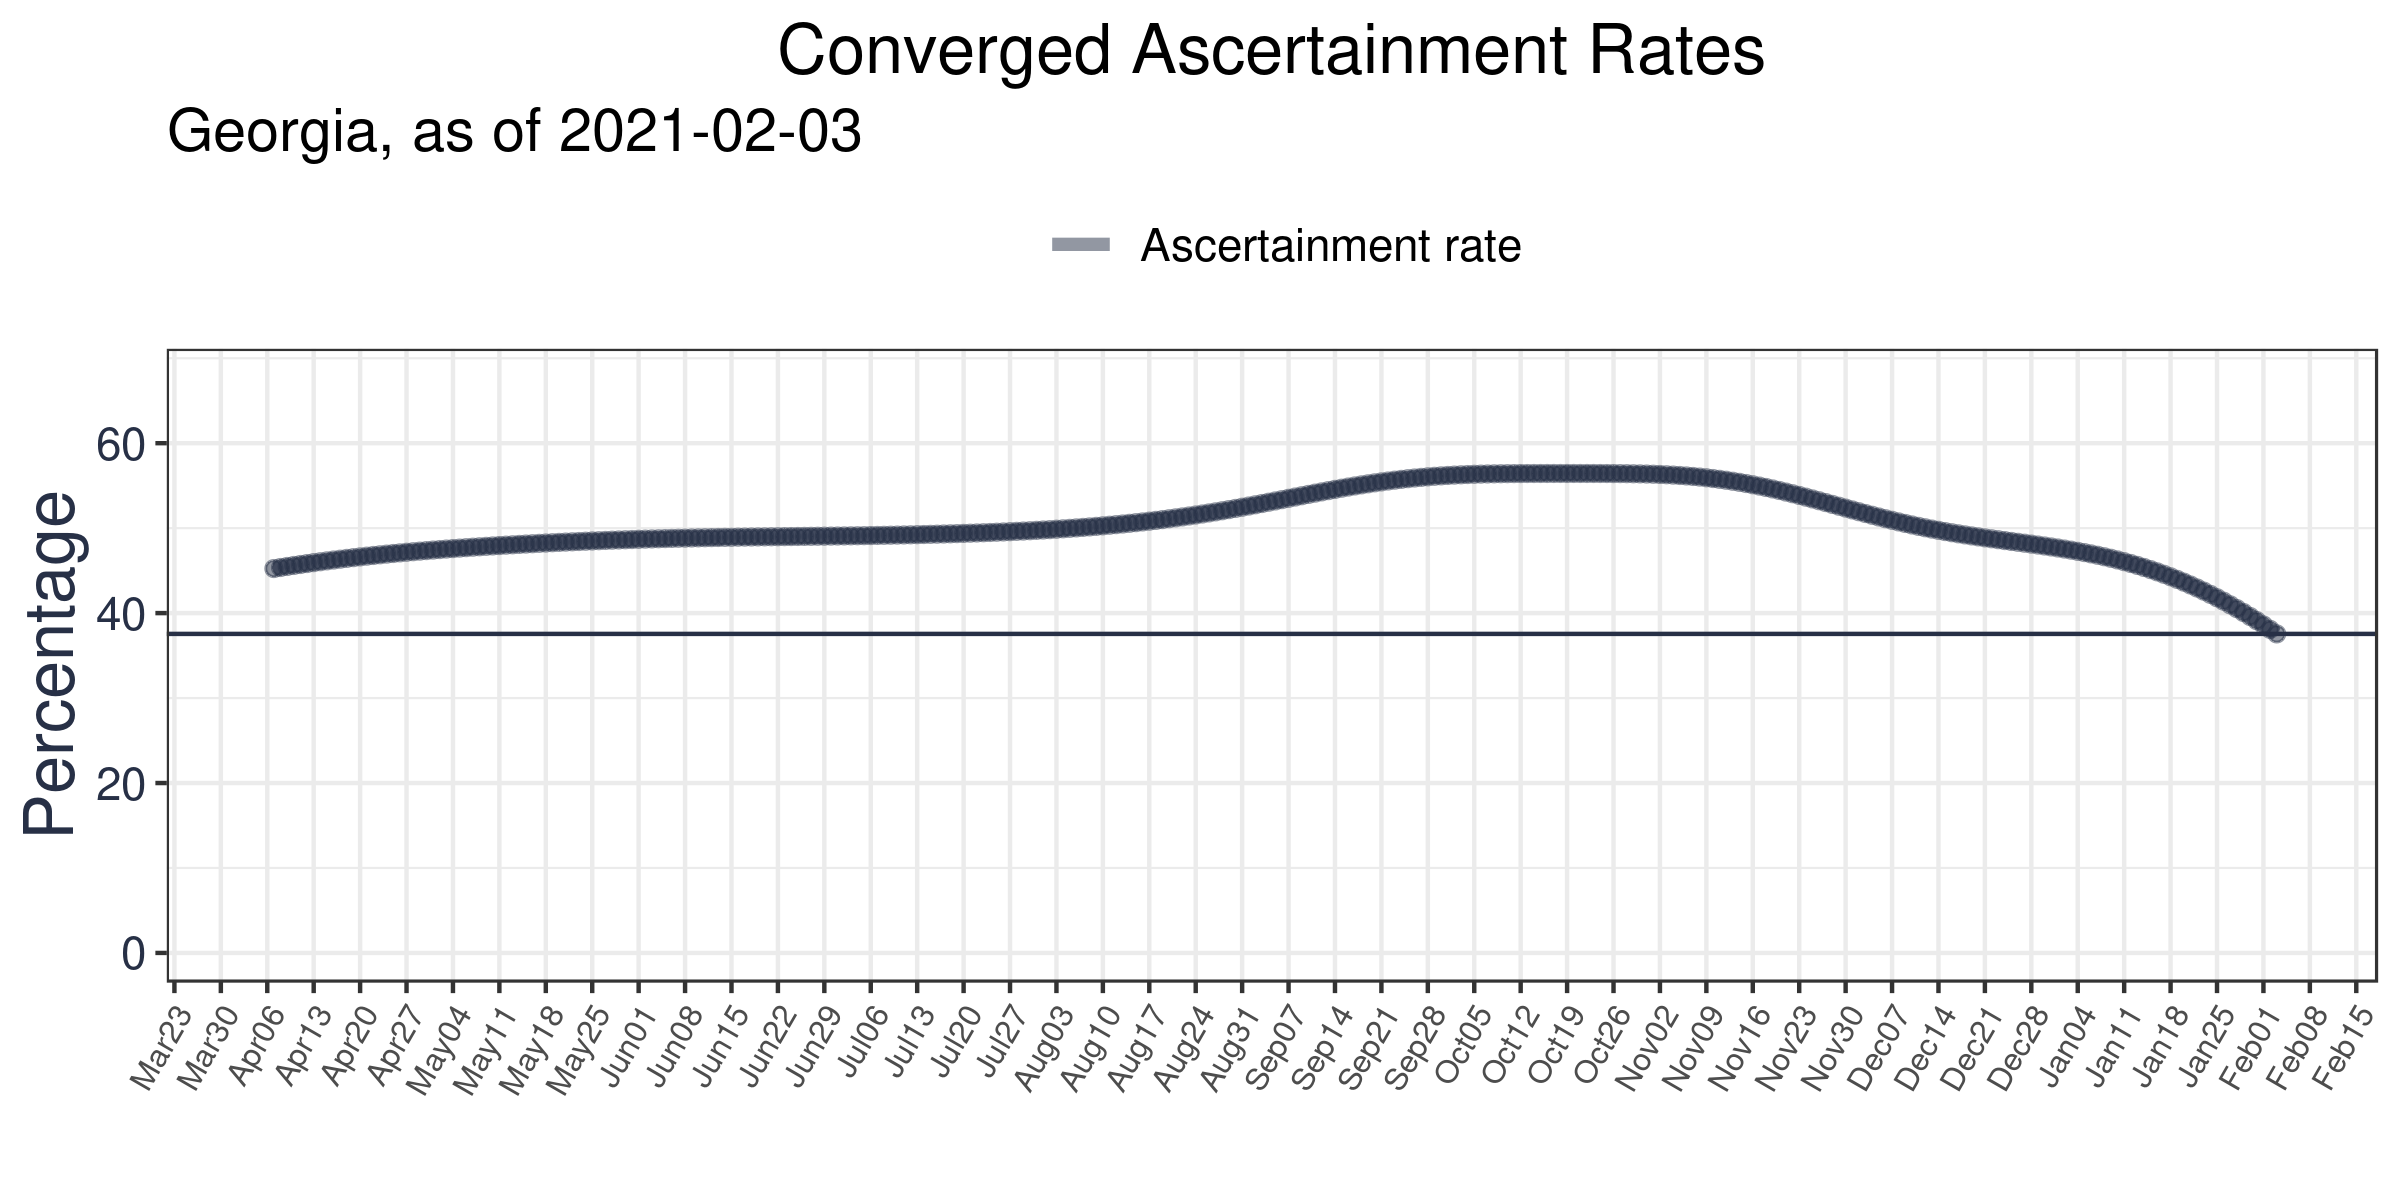 Converged Ascertainment Rates
Georgia, as of 2021-02-03
Ascertainment rate
Percentage
60
40
20
0
Mar23 Mar30 Apr06 Apr13 Apr20 Apr27 May04 May11 May18 May25 Jun01 Jun08 Jun15 Jun22 Jun29 Jul06 Jul13 Jul20 Jul27 Aug03 Aug10 Aug17 Aug24 Aug31 Sep07 Sep14 Sep21 Sep28 Oct05 Oct12 Oct19 Oct26 Nov02 Nov09 Nov16 Nov23 Nov30 Dec07 Dec14 Dec21 Dec28 Jan04 Jan11 Jan18 Jan25 Feb01 Feb08 Feb15